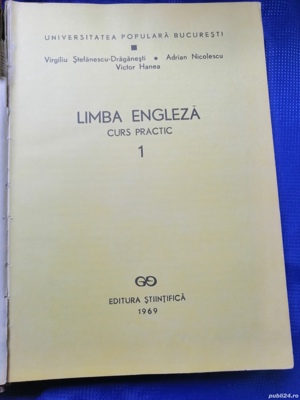 UNIVERSITATEA POPULARĂ BUCUREȘTI
Virgiliu Ștefănescu-Drăgănești ■ Adrian Nicolescu
Victor Hanea
LIMBA ENGLEZĂ
CURS PRACTIC
1
EDITURA ȘTIINȚIFICĂ
1969
publi24.ro